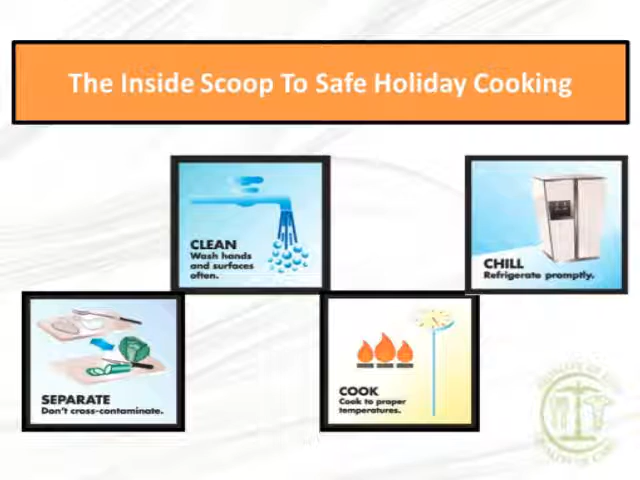 The Inside Scoop To Safe Holiday Cooking
CLEAN
Wash hands
and surfaces
often.
CHILL
Refrigerate promptly.
SEPARATE
Don't cross-contaminate.
COOK
Cook to proper
temperatures.